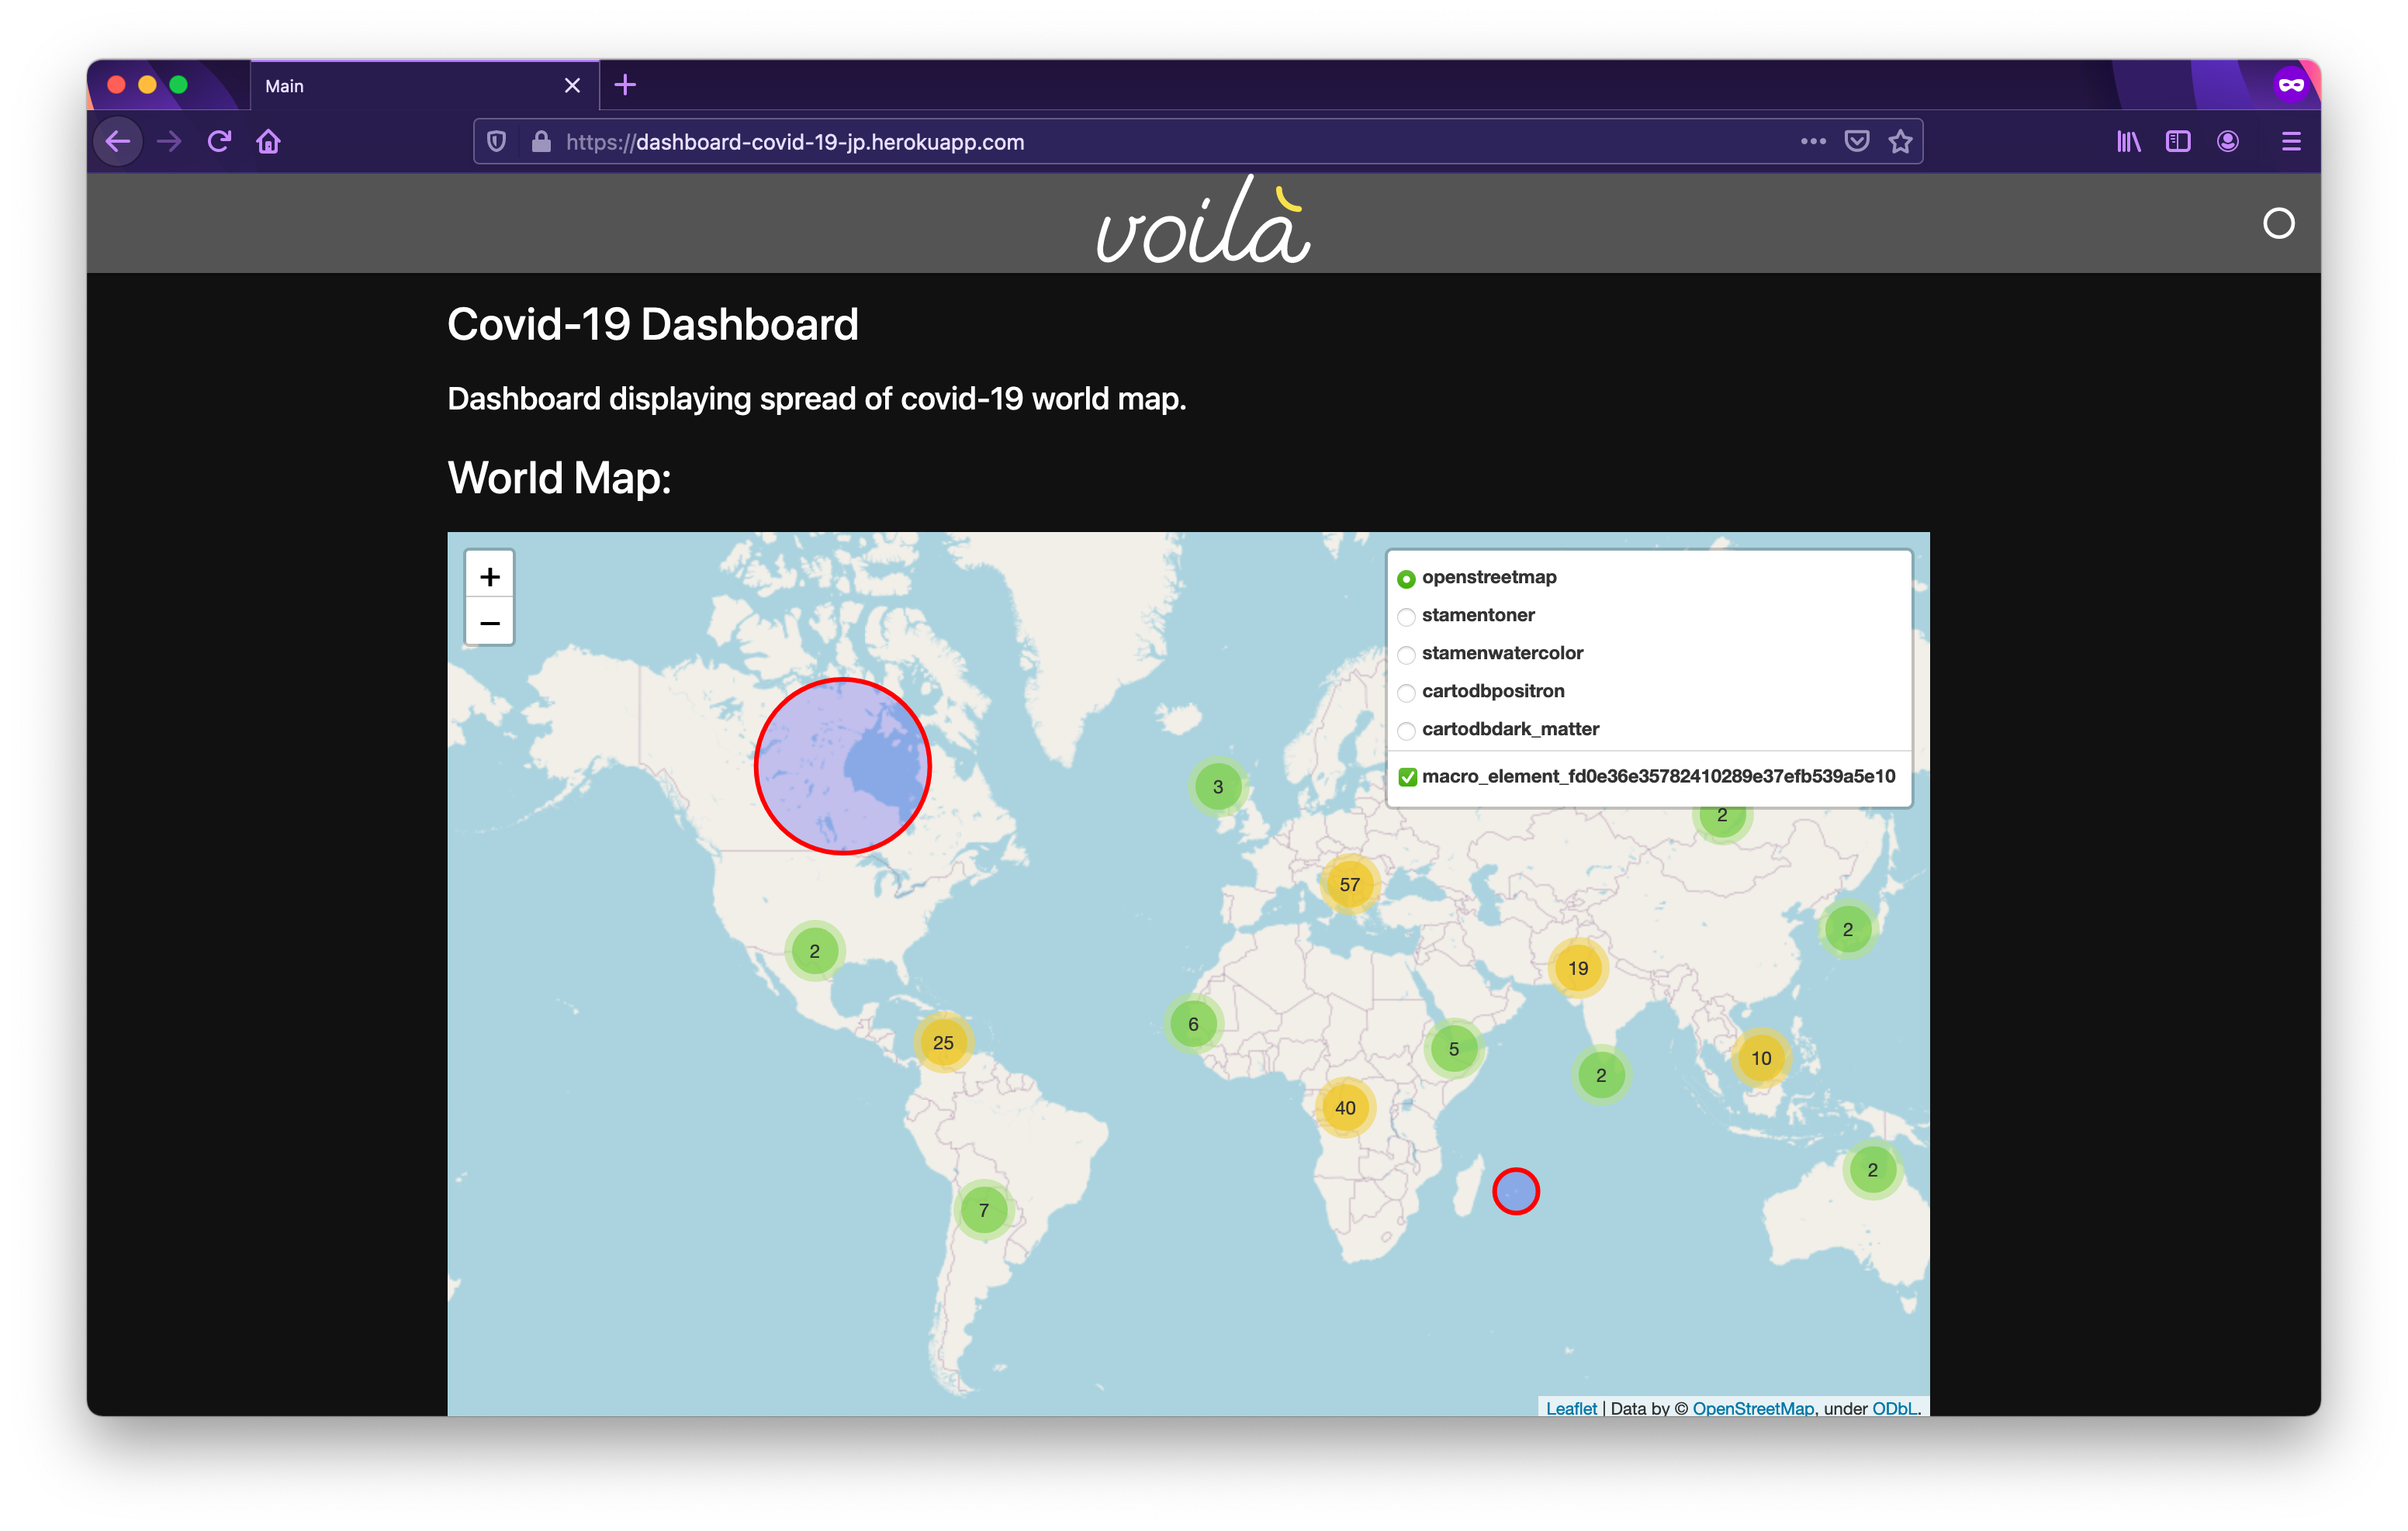 Main
https://dashboard-covid-19-jp.herokuapp.com
voilà
Covid-19 Dashboard
Dashboard displaying spread of covid-19 world map.
World Map:
+
−
openstreetmap
stamentoner
stamenwatercolor
cartodbpositron
cartodbdark_matter
macro_element_fd0e36e35782410289e37efb539a5e10
3
2
57
2
2
19
6
25
5
10
2
40
2
7
Leaflet | Data by © OpenStreetMap, under ODbL.